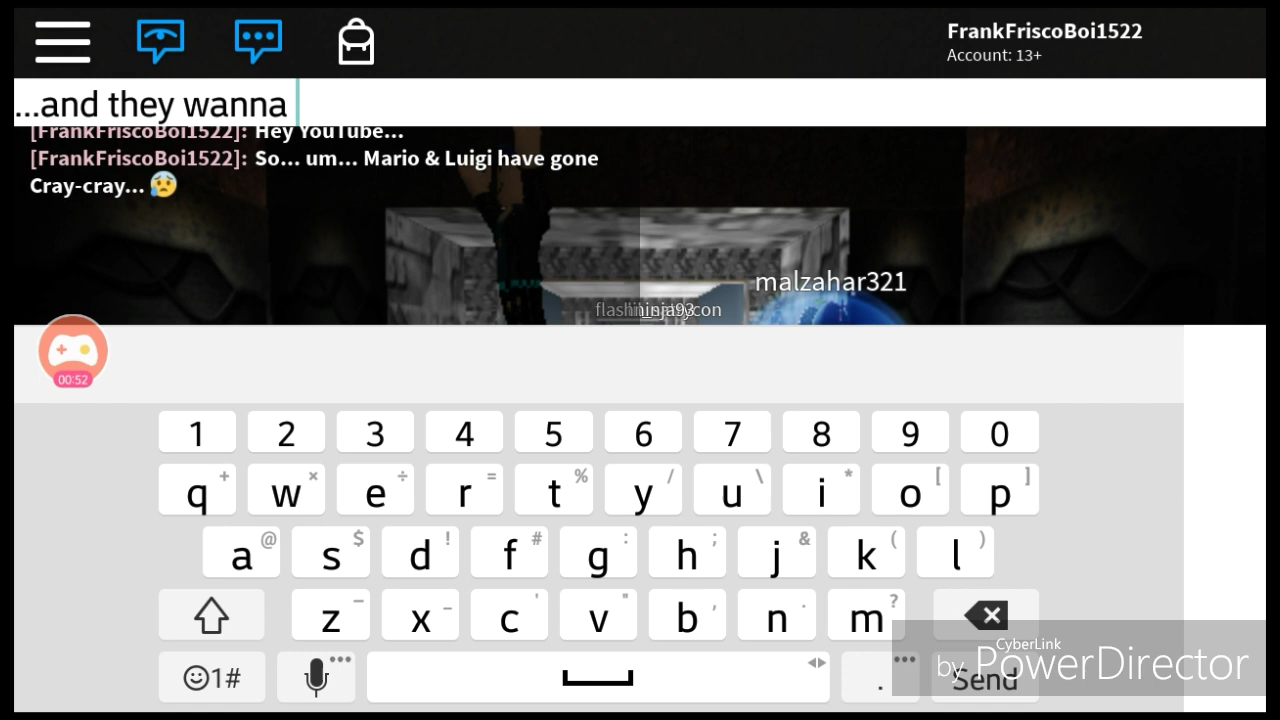 FrankFriscoBoi1522
Account: 13+
...and they wanna
[FrankFriscoBoi1522]: Hey YouTube...
[FrankFriscoBoi1522]: So... um... Mario & Luigi have gone
Cray-cray... 😰
malzahar321
00:52
1 2 3 4 5 6 7 8 9 0
q + w × e ÷ r = t % y / u \ i * o [ p ]
a @ s $ d ! f # g : h ; j & k ( l )
z – x _ c ' v " b , n . m ?
☺1# . Send
CyberLink
by PowerDirector